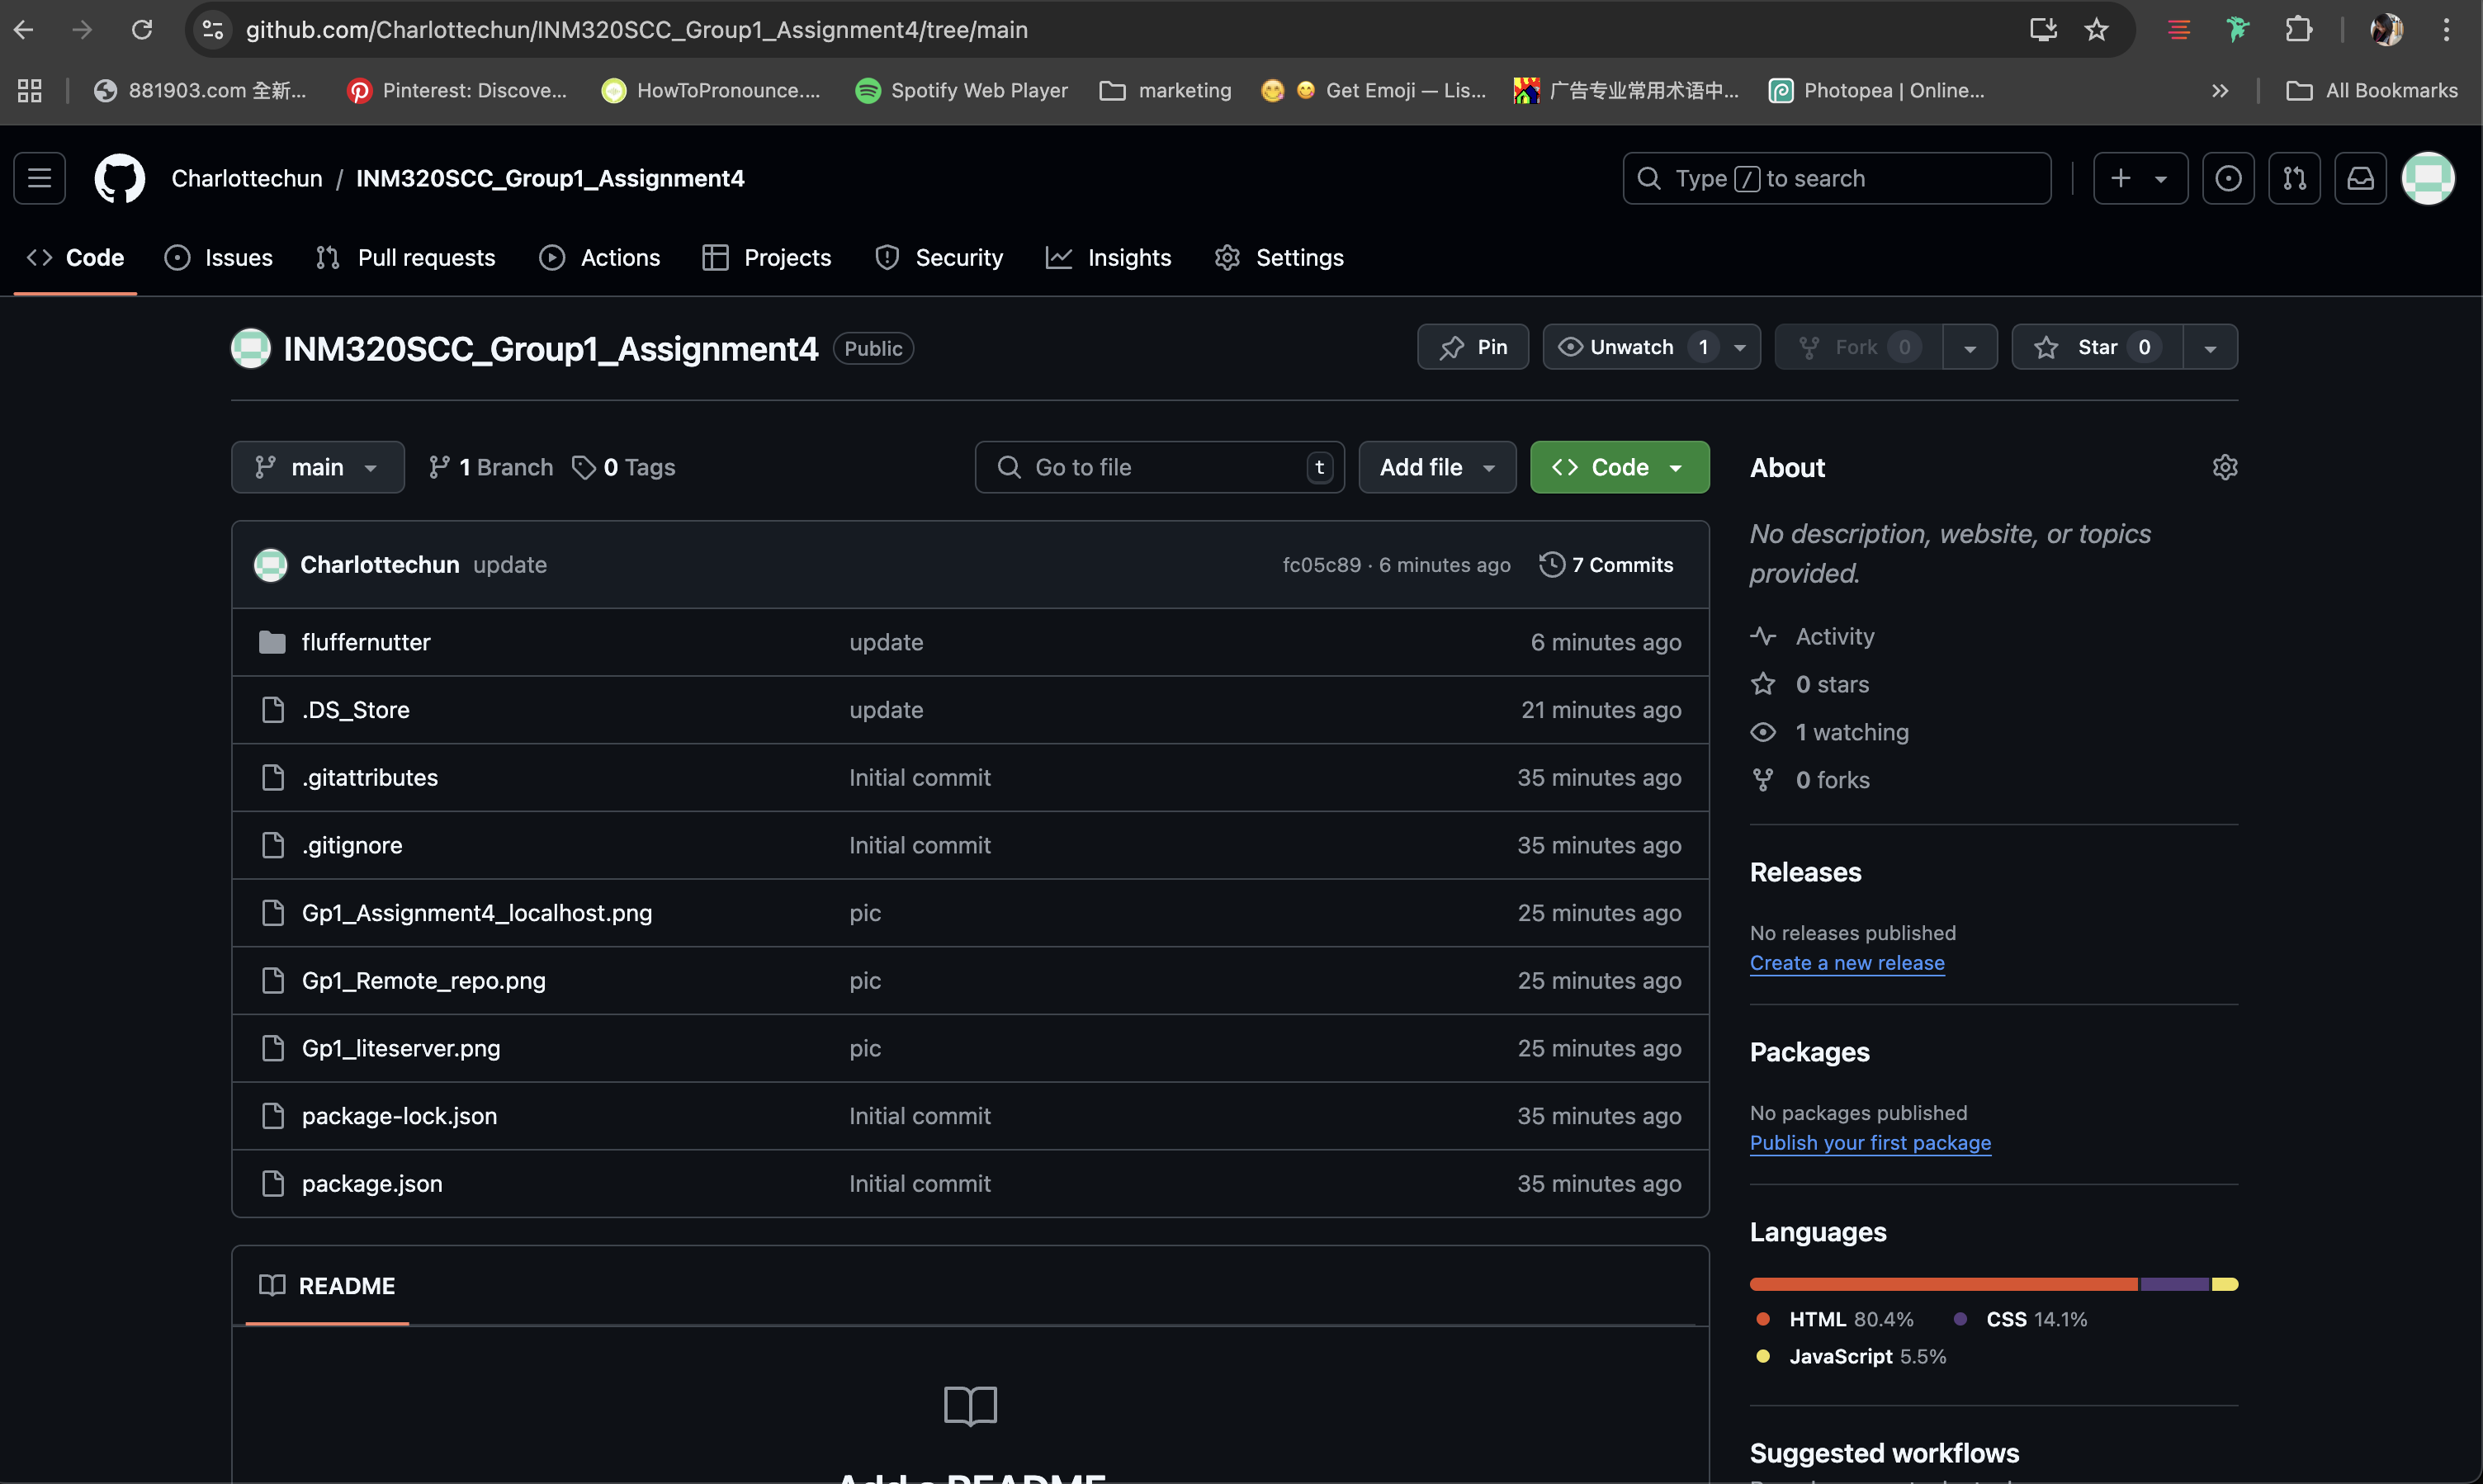 github.com/Charlottechun/INM320SCC_Group1_Assignment4/tree/main
881903.com 全新...
Pinterest: Discove...
HowToPronounce....
Spotify Web Player
marketing
Get Emoji — Lis...
广告专业常用术语中...
Photopea | Online...
All Bookmarks
Charlottechun / INM320SCC_Group1_Assignment4
Type / to search
Code
Issues
Pull requests
Actions
Projects
Security
Insights
Settings
INM320SCC_Group1_Assignment4 Public
Pin
Unwatch 1
Fork 0
Star 0
main
1 Branch
0 Tags
Go to file t
Add file
Code
Charlottechun update fc05c89 · 6 minutes ago 7 Commits
fluffernutter update 6 minutes ago
.DS_Store update 21 minutes ago
.gitattributes Initial commit 35 minutes ago
.gitignore Initial commit 35 minutes ago
Gp1_Assignment4_localhost.png pic 25 minutes ago
Gp1_Remote_repo.png pic 25 minutes ago
Gp1_liteserver.png pic 25 minutes ago
package-lock.json Initial commit 35 minutes ago
package.json Initial commit 35 minutes ago
README
Add a README
About
No description, website, or topics
provided.
Activity
0 stars
1 watching
0 forks
Releases
No releases published
Create a new release
Packages
No packages published
Publish your first package
Languages
HTML 80.4%
CSS 14.1%
JavaScript 5.5%
Suggested workflows